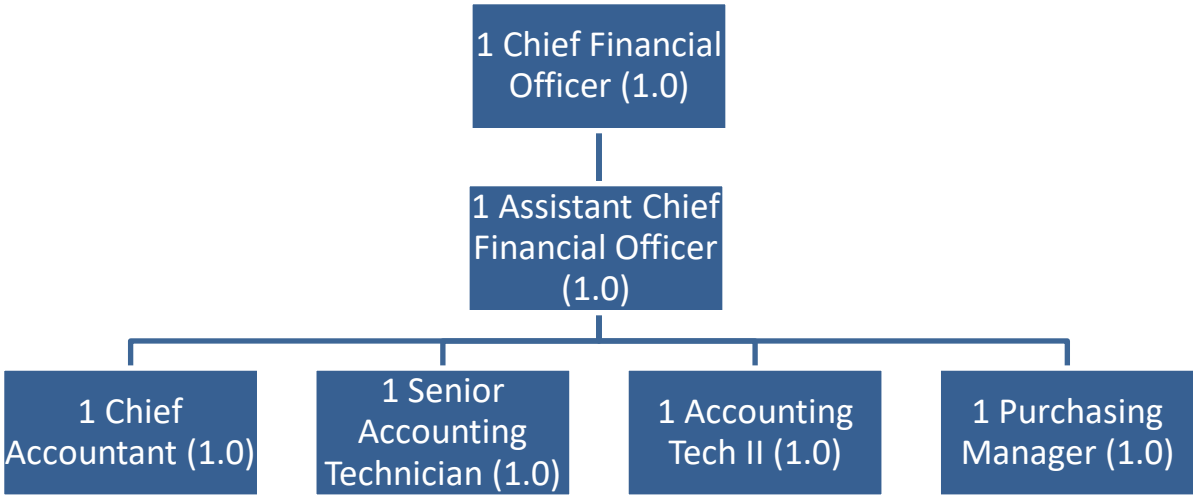 1 Chief Financial
Officer (1.0)
1 Assistant Chief
Financial Officer
(1.0)
1 Chief
Accountant (1.0)
1 Senior
Accounting
Technician (1.0)
1 Accounting
Tech II (1.0)
1 Purchasing
Manager (1.0)